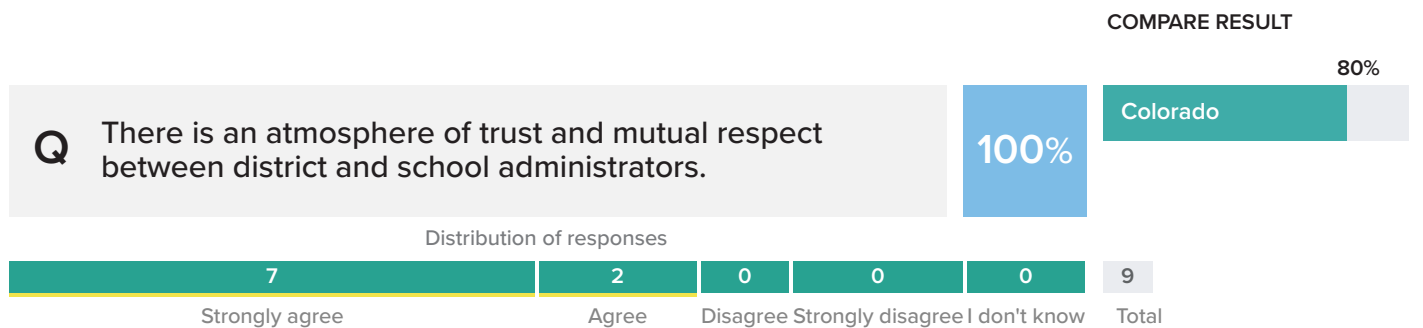 COMPARE RESULT
80%
Q
There is an atmosphere of trust and mutual respect
between district and school administrators.
100%
Colorado
Distribution of responses
7 2 0 0 0 9
Strongly agree Agree Disagree Strongly disagree I don't know Total